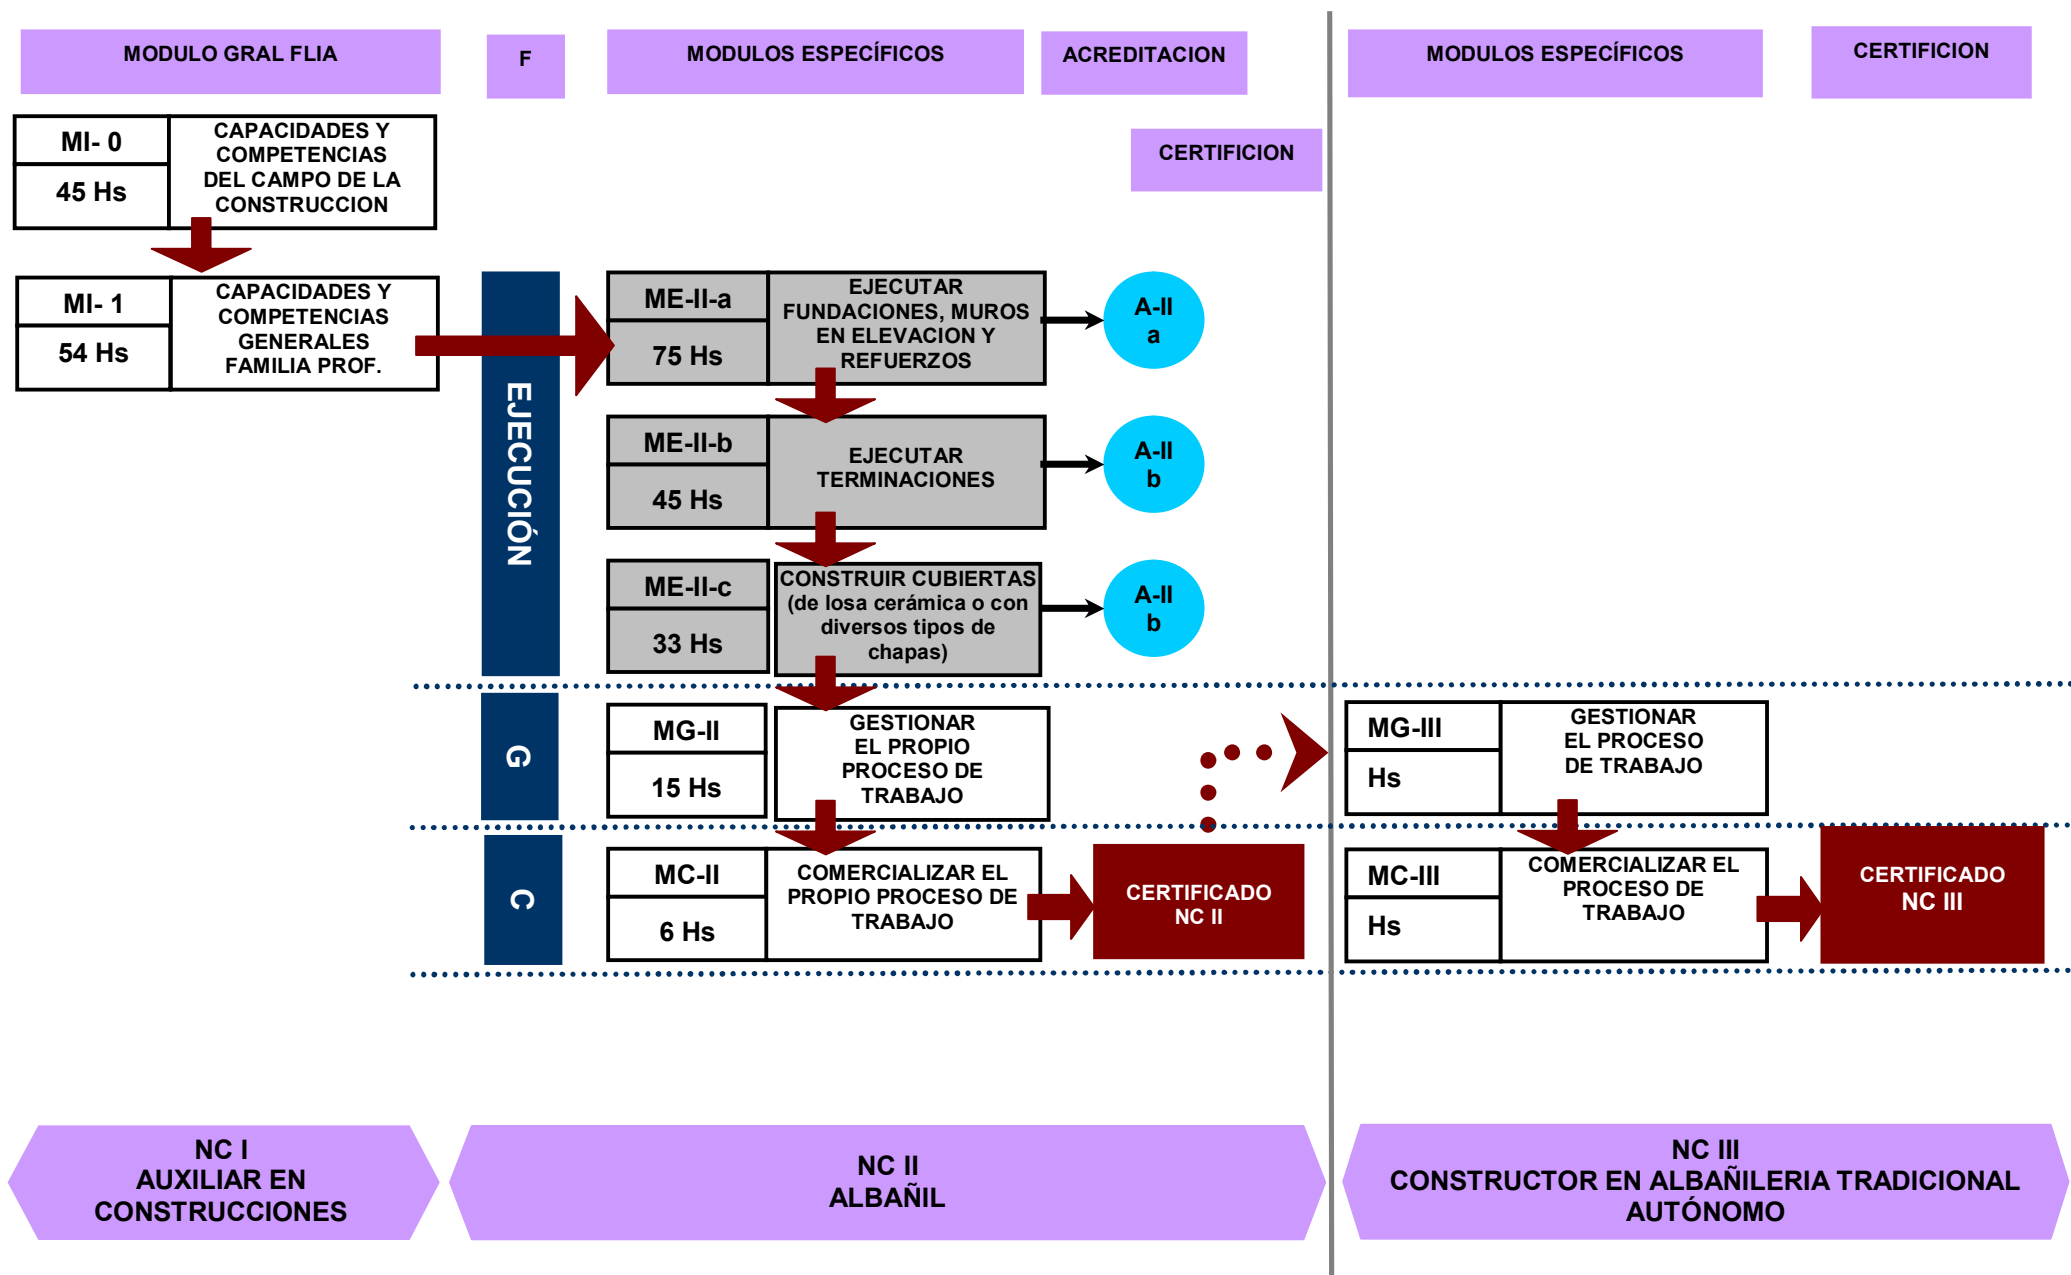 MODULO GRAL FLIA
F
MODULOS ESPECÍFICOS
ACREDITACION
MODULOS ESPECÍFICOS
CERTIFICION
CERTIFICION
MI- 0
45 Hs
CAPACIDADES Y
COMPETENCIAS
DEL CAMPO DE LA
CONSTRUCCION
MI- 1
54 Hs
CAPACIDADES Y
COMPETENCIAS
GENERALES
FAMILIA PROF.
EJECUCIÓN
ME-II-a
75 Hs
EJECUTAR
FUNDACIONES, MUROS
EN ELEVACION Y
REFUERZOS
A-II
a
ME-II-b
45 Hs
EJECUTAR
TERMINACIONES
A-II
b
ME-II-c
33 Hs
CONSTRUIR CUBIERTAS
(de losa cerámica o con
diversos tipos de
chapas)
A-II
b
G
MG-II
15 Hs
GESTIONAR
EL PROPIO
PROCESO DE
TRABAJO
MG-III
Hs
GESTIONAR
EL PROCESO
DE TRABAJO
C
MC-II
6 Hs
COMERCIALIZAR EL
PROPIO PROCESO DE
TRABAJO
CERTIFICADO
NC II
MC-III
Hs
COMERCIALIZAR EL
PROCESO DE
TRABAJO
CERTIFICADO
NC III
NC I
AUXILIAR EN
CONSTRUCCIONES
NC II
ALBAÑIL
NC III
CONSTRUCTOR EN ALBAÑILERIA TRADICIONAL
AUTÓNOMO